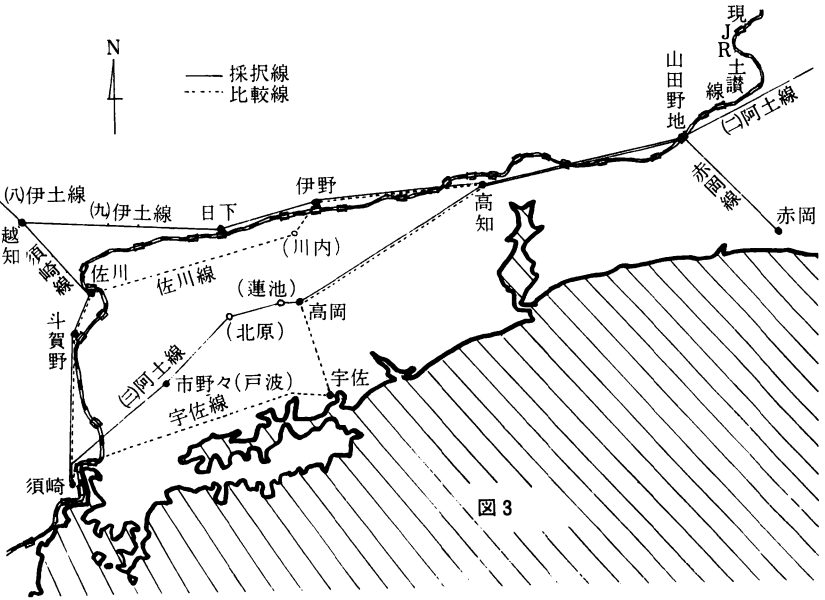 現JR土讃線
N
採択線
比較線
山田野地
㈡阿土線
赤岡線
赤岡
高知
伊野
日下
㈧伊土線
㈨伊土線
越知
須崎線
佐川
佐川線
(川内)
(蓮池)
高岡
(北原)
斗賀野
㈢阿土線
市野々(戸波)
宇佐
宇佐線
須崎
図3